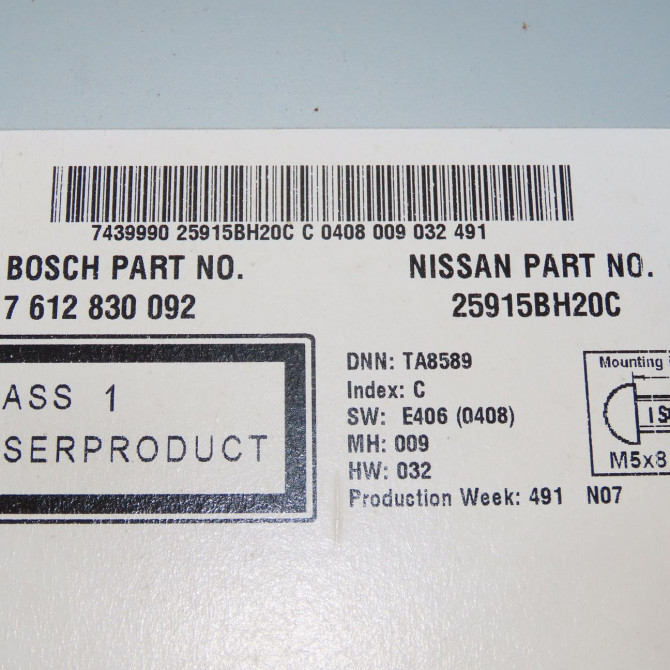 7439990 25915BH20C C 0408 009 032 491
BOSCH PART NO.
7 612 830 092
NISSAN PART NO.
25915BH20C
ASS 1
SERPRODUCT
DNN: TA8589
Index: C
SW: E406 (0408)
MH: 009
HW: 032
Production Week: 491 N07
Mounting
M5x8